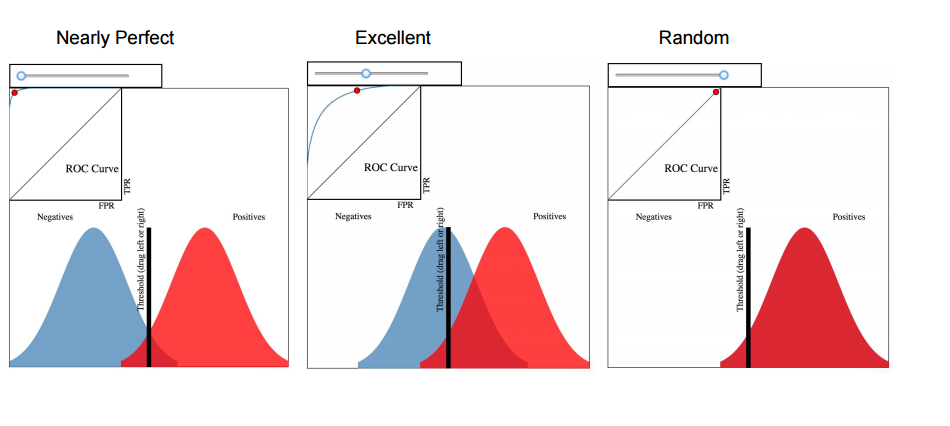 Nearly Perfect
Excellent
Random
ROC Curve
TPR
FPR
Negatives
Positives
Threshold (drag left or right)
ROC Curve
TPR
FPR
Negatives
Positives
Threshold (drag left or right)
ROC Curve
TPR
FPR
Negatives
Positives
Threshold (drag left or right)